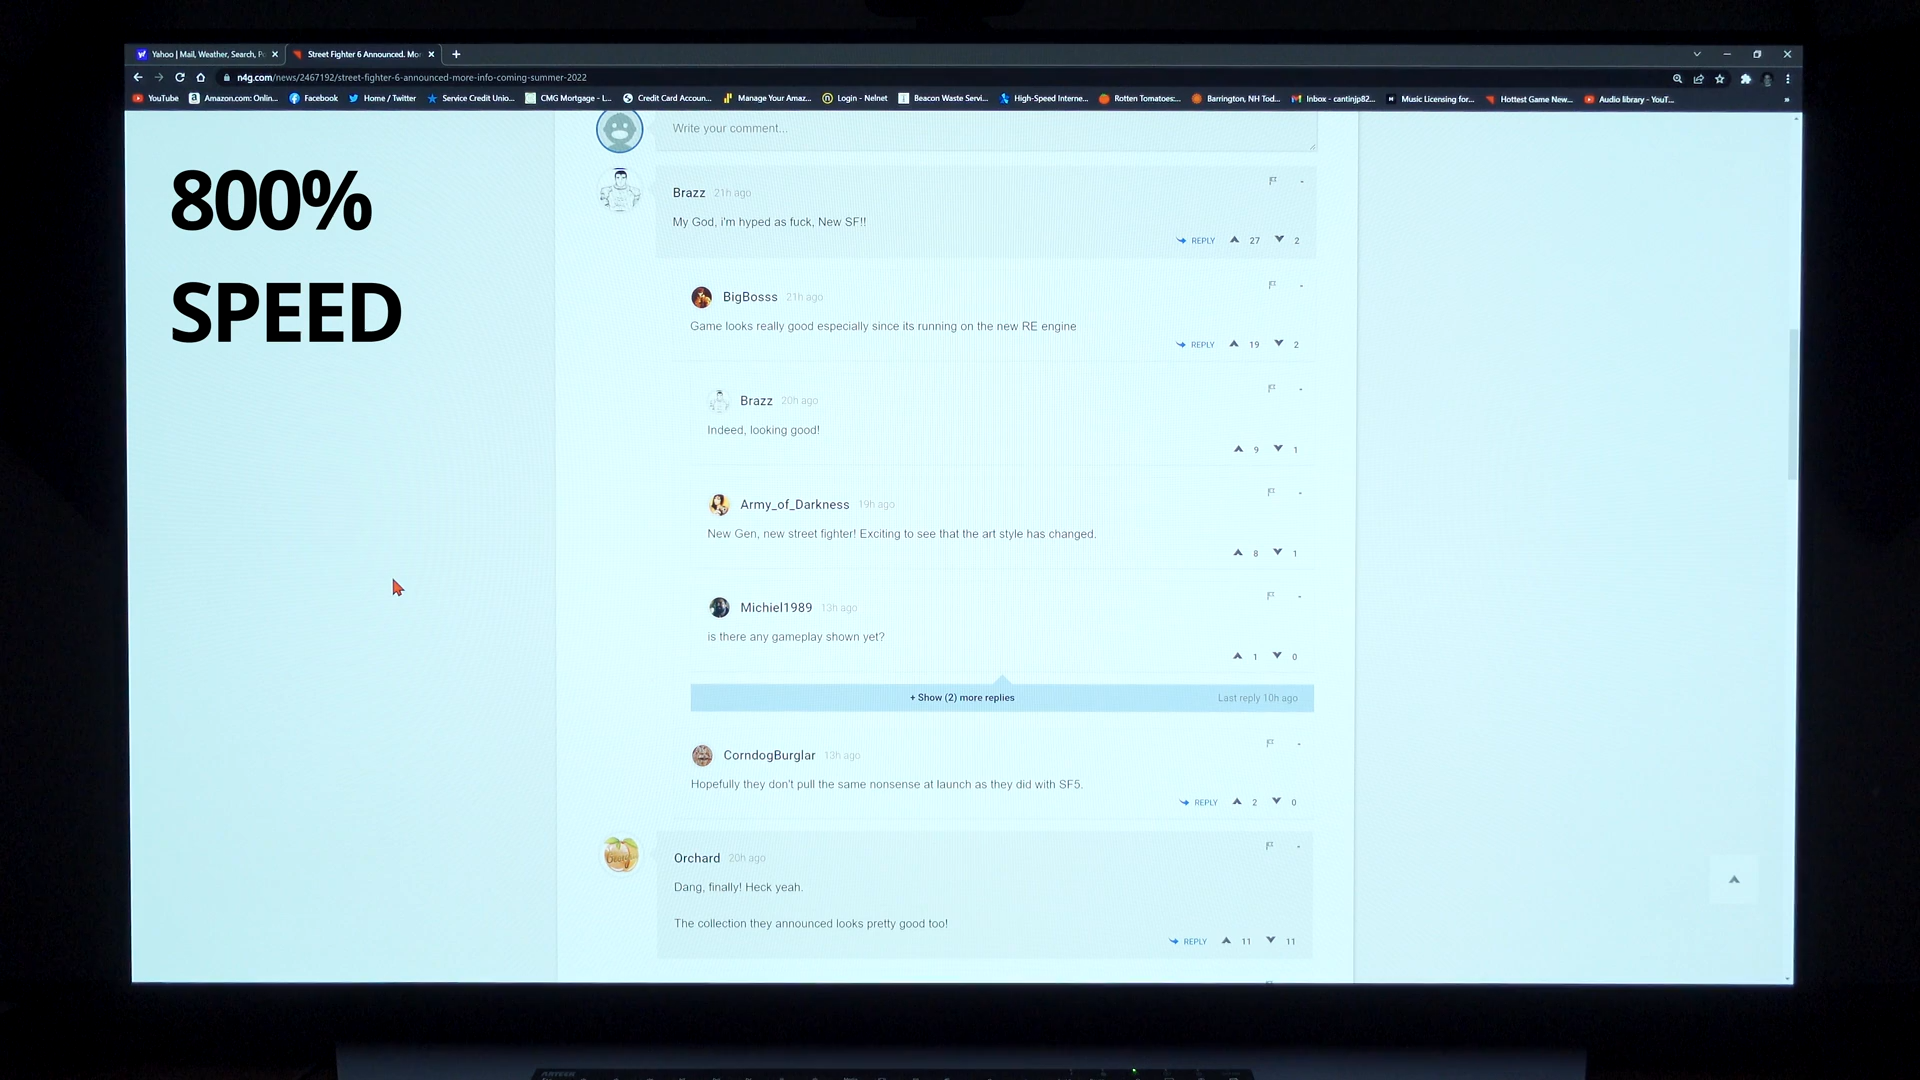 Yahoo | Mail, Weather, Search, Po
Street Fighter 6 Announced. Mor
n4g.com/news/2467192/street-fighter-6-announced-more-info-coming-summer-2022
YouTube
Amazon.com: Onlin...
Facebook
Home / Twitter
Service Credit Unio...
CMG Mortgage - L...
Credit Card Accoun...
Manage Your Amaz...
Login - Nelnet
Beacon Waste Servi...
High-Speed Interne...
Rotten Tomatoes:...
Barrington, NH Tod...
Inbox - cantinjp82...
Music Licensing for...
Hottest Game New...
Audio library - YouT...
800%
SPEED
Write your comment...
Brazz 21h ago
My God, i'm hyped as fuck, New SF!!
REPLY 27 2
BigBosss 21h ago
Game looks really good especially since its running on the new RE engine
REPLY 19 2
Brazz 20h ago
Indeed, looking good!
9 1
Army_of_Darkness 19h ago
New Gen, new street fighter! Exciting to see that the art style has changed.
8 1
Michiel1989 13h ago
is there any gameplay shown yet?
1 0
+ Show (2) more replies Last reply 10h ago
CorndogBurglar 13h ago
Hopefully they don't pull the same nonsense at launch as they did with SF5.
REPLY 2 0
Orchard 20h ago
Dang, finally! Heck yeah.
The collection they announced looks pretty good too!
REPLY 11 11
ARTECK